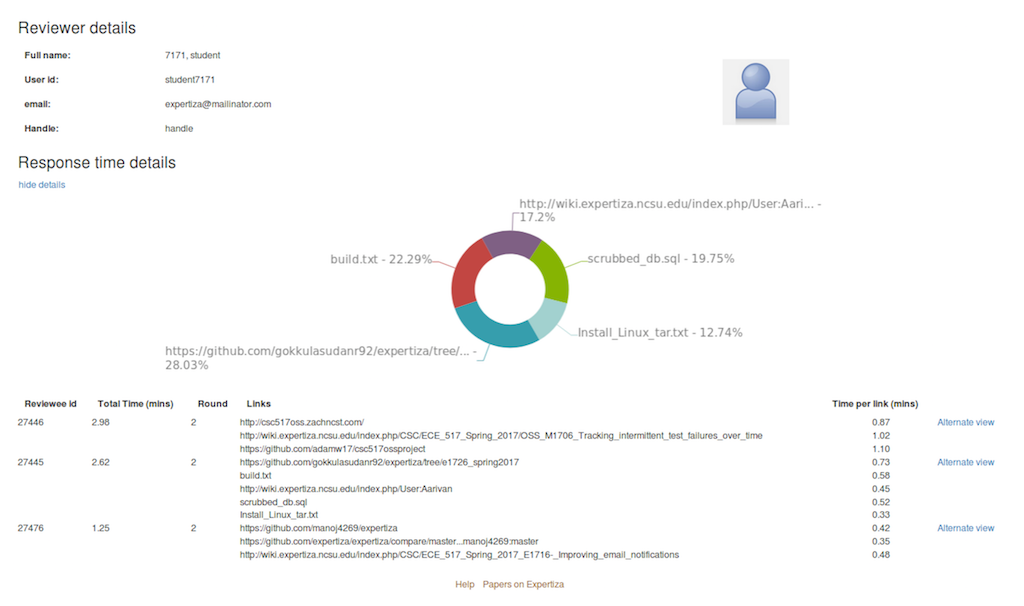 Reviewer details
Full name: 7171, student
User id: student7171
email: expertiza@mailinator.com
Handle: handle
Response time details
hide details
http://wiki.expertiza.ncsu.edu/index.php/User:Aari... -
17.2%
build.txt - 22.29%
scrubbed_db.sql - 19.75%
Install_Linux_tar.txt - 12.74%
https://github.com/gokkulasudanr92/expertiza/tree/... -
28.03%
Reviewee id Total Time (mins) Round Links Time per link (mins)
27446 2.98 2 http://csc517oss.zachncst.com/ 0.87 Alternate view
http://wiki.expertiza.ncsu.edu/index.php/CSC/ECE_517_Spring_2017/OSS_M1706_Tracking_intermittent_test_failures_over_time 1.02
https://github.com/adamw17/csc517ossproject 1.10
27445 2.62 2 https://github.com/gokkulasudanr92/expertiza/tree/e1726_spring2017 0.73 Alternate view
build.txt 0.58
http://wiki.expertiza.ncsu.edu/index.php/User:Aarivan 0.45
scrubbed_db.sql 0.52
Install_Linux_tar.txt 0.33
27476 1.25 2 https://github.com/manoj4269/expertiza 0.42 Alternate view
https://github.com/expertiza/expertiza/compare/master...manoj4269:master 0.35
http://wiki.expertiza.ncsu.edu/index.php/CSC/ECE_517_Spring_2017_E1716-_Improving_email_notifications 0.48
Help Papers on Expertiza